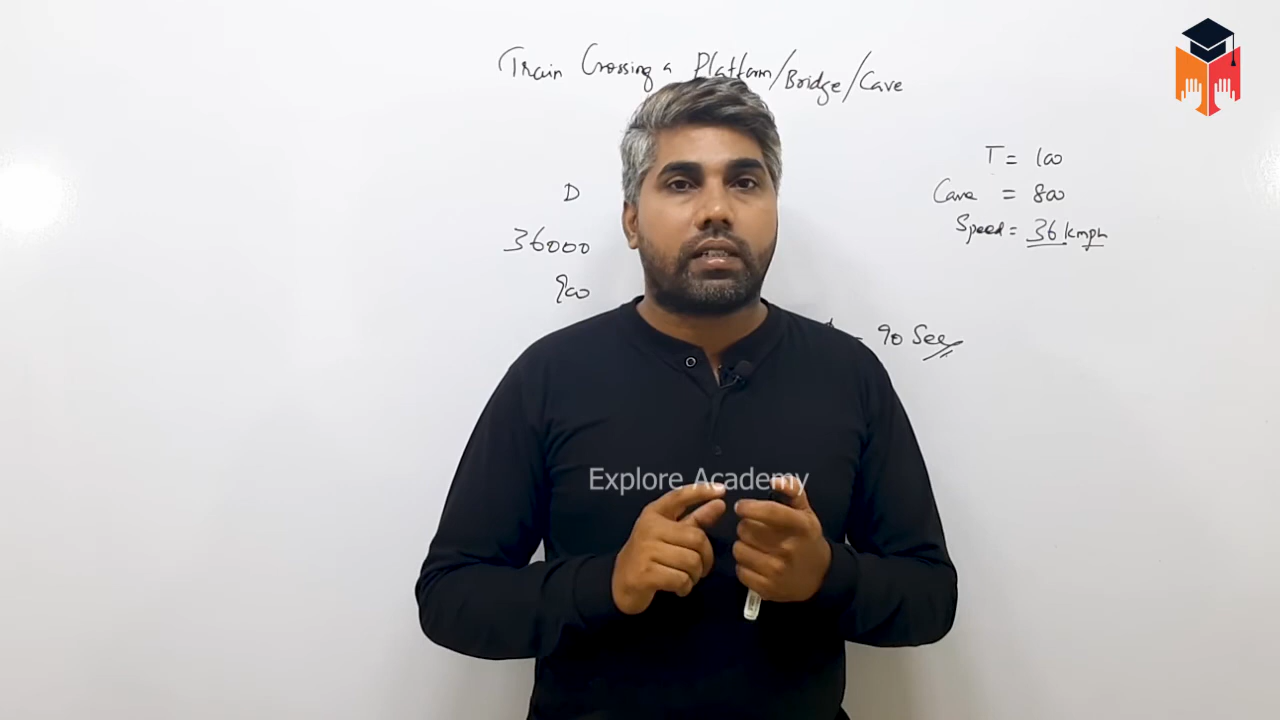 Train Crossing a Platform/Bridge/Cave
T = 100
Cave = 800
Speed = 36 kmph
D
36000
900
90 Sec
Explore Academy